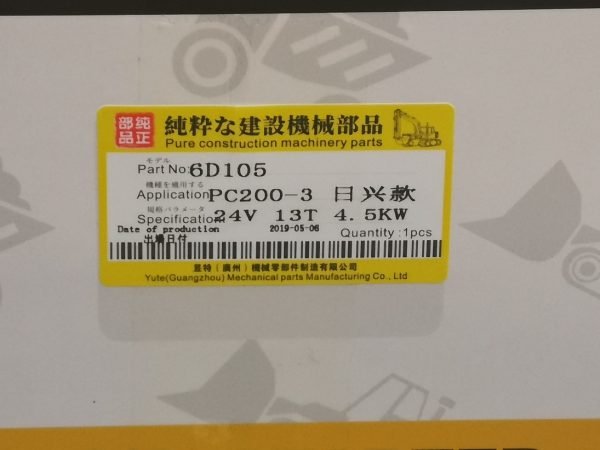 純正部品
純粋な建設機械部品
Pure construction machinery parts
モデル
Part No:6D105
機種を適用する
Application PC200-3 日兴款
規格パラメータ
Specification 24V 13T 4.5KW
Date of production 2019-05-06 Quantity :1pcs
出場日付
(廣州)機械零部件制造有限公司
Yute(Guangzhou) Mechanical parts Manufacturing Co., Ltd